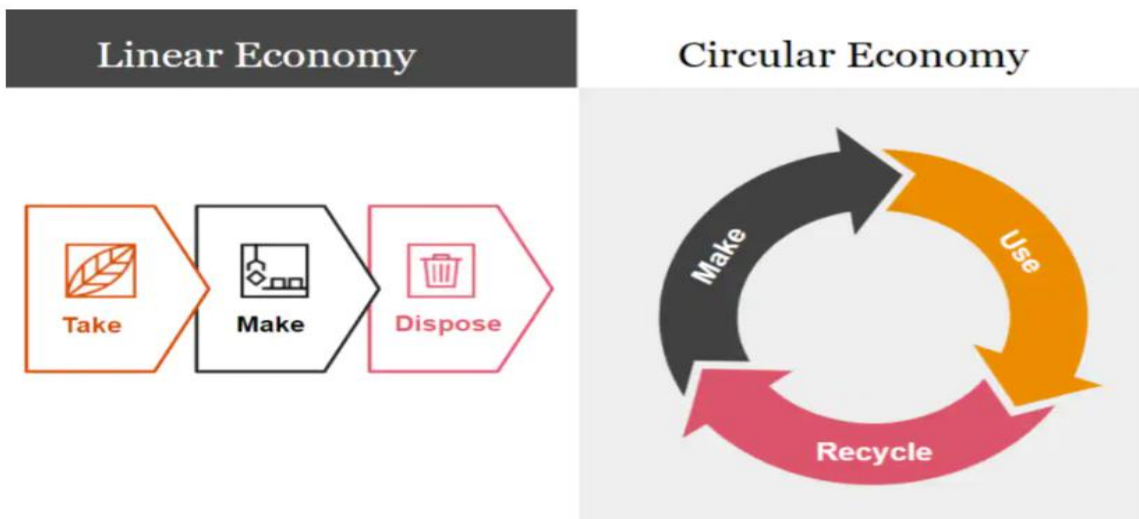 Linear Economy
Circular Economy
Take
Make
Dispose
Make
Use
Recycle